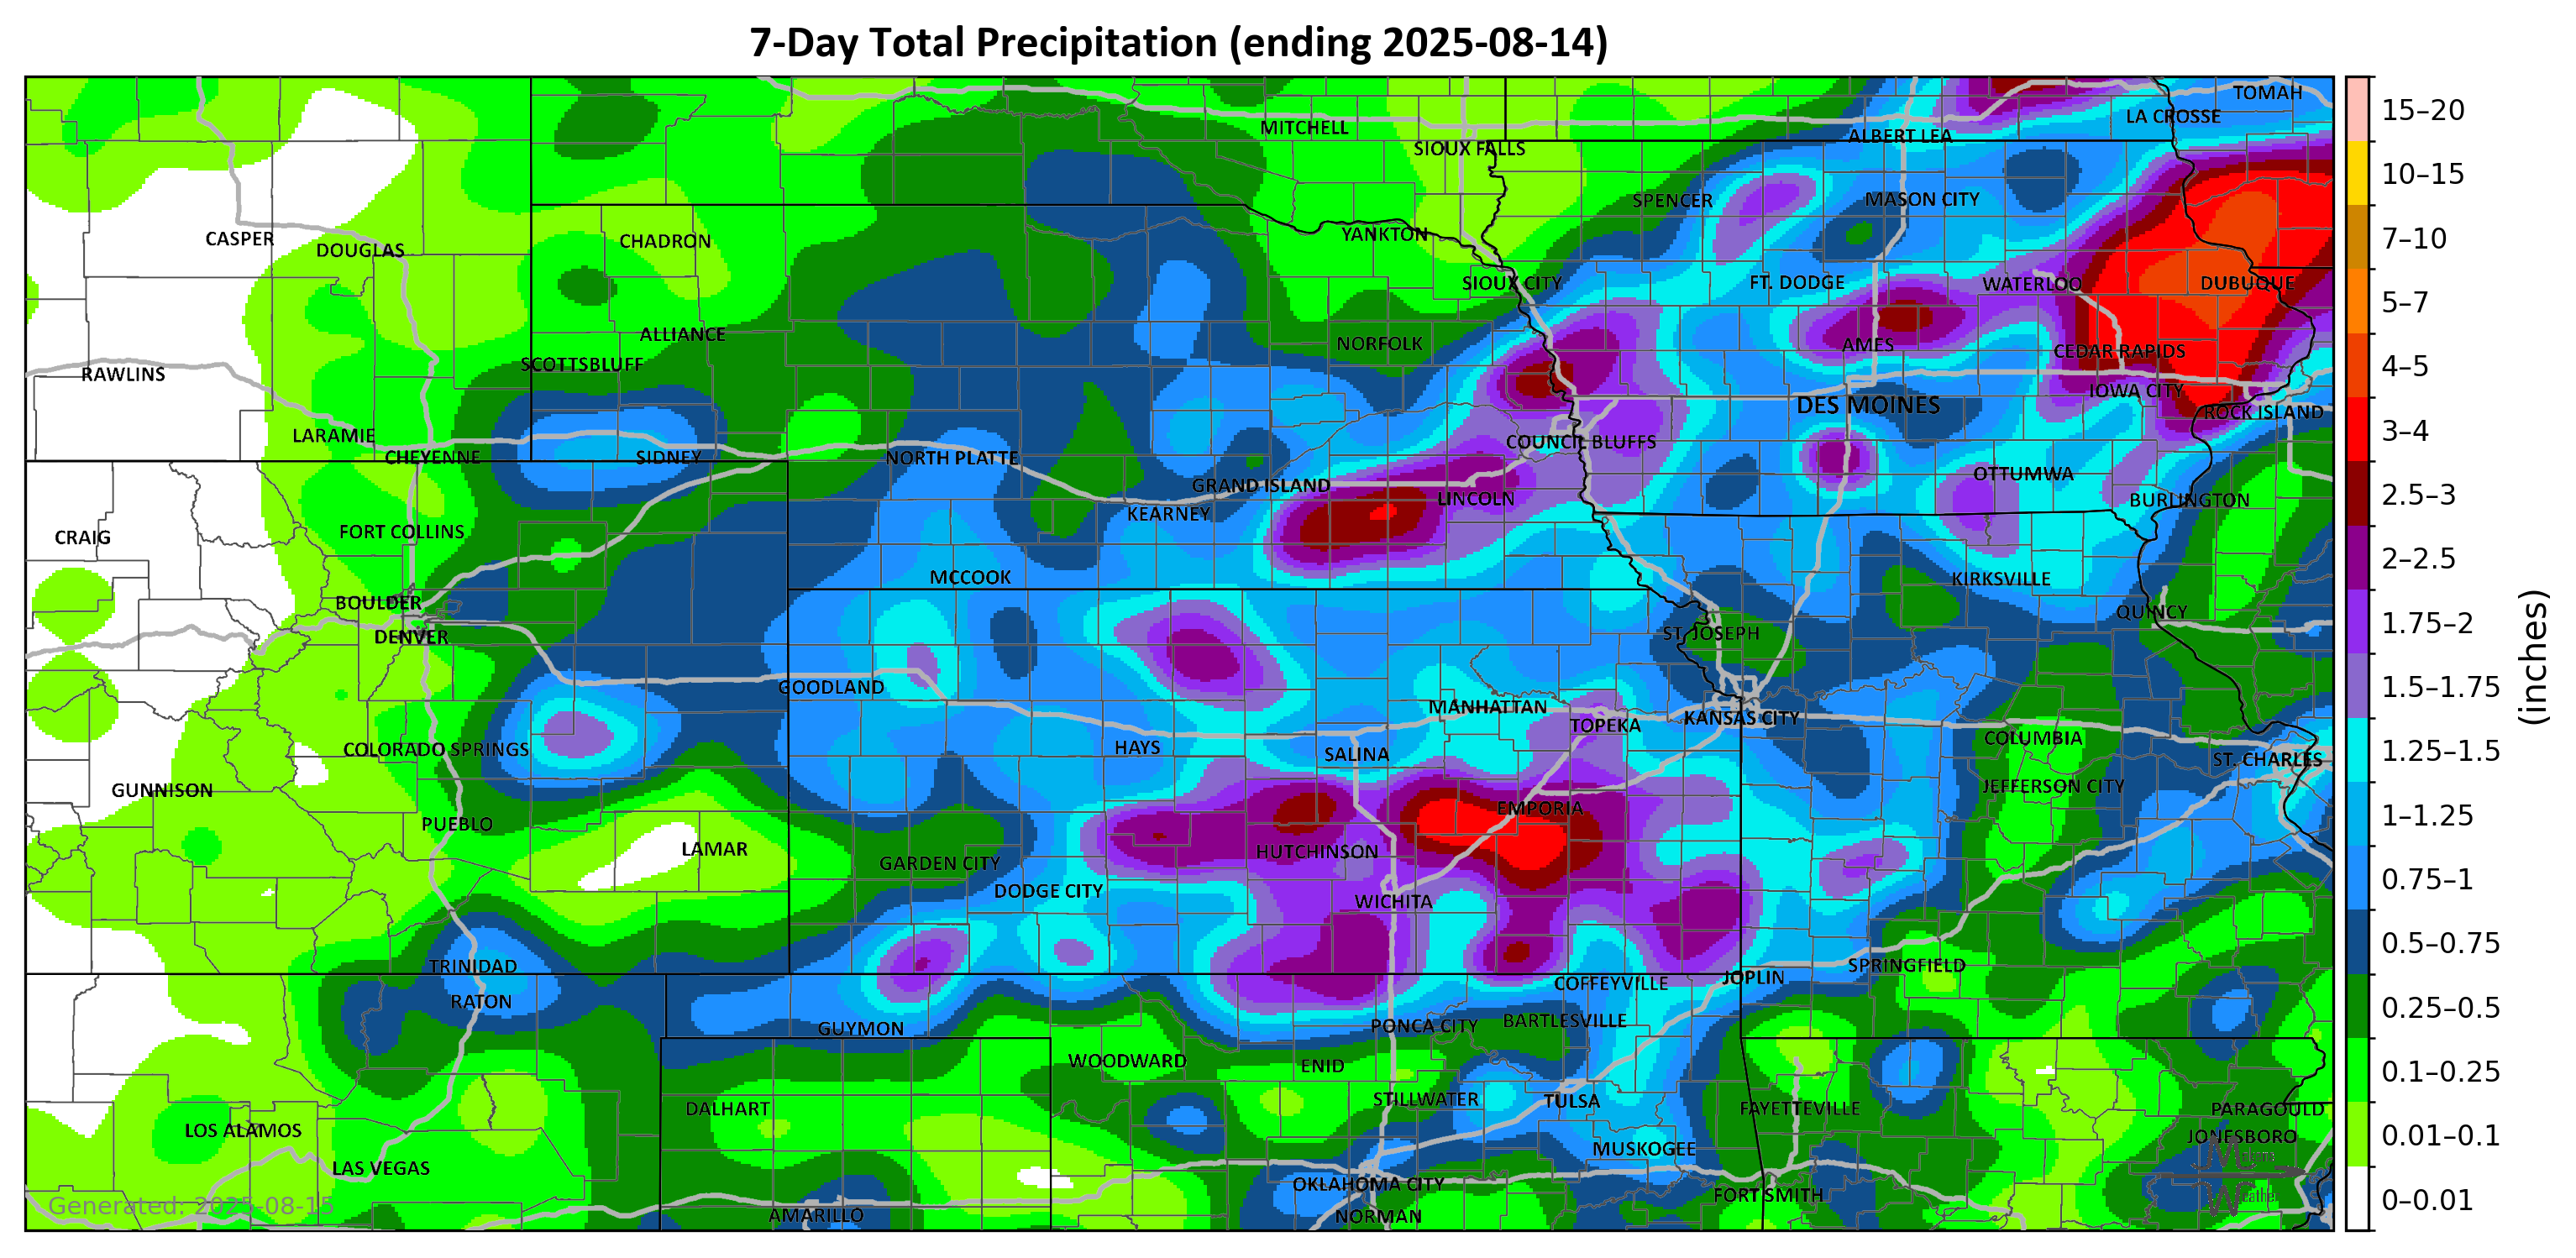 7-Day Total Precipitation (ending 2025-08-14)
TOMAH
LA CROSSE
MITCHELL
ALBERT LEA
SIOUX FALLS
SPENCER
MASON CITY
CASPER
DOUGLAS
CHADRON
YANKTON
SIOUX CITY
FT. DODGE
WATERLOO
DUBUQUE
ALLIANCE
NORFOLK
AMES
CEDAR RAPIDS
SCOTTSBLUFF
RAWLINS
IOWA CITY
DES MOINES
ROCK ISLAND
LARAMIE
COUNCIL BLUFFS
CHEYENNE
SIDNEY
NORTH PLATTE
OTTUMWA
GRAND ISLAND
LINCOLN
BURLINGTON
KEARNEY
FORT COLLINS
CRAIG
MCCOOK
KIRKSVILLE
BOULDER
QUINCY
DENVER
ST. JOSEPH
GOODLAND
MANHATTAN
KANSAS CITY
TOPEKA
COLUMBIA
COLORADO SPRINGS
HAYS
SALINA
ST. CHARLES
GUNNISON
JEFFERSON CITY
EMPORIA
PUEBLO
LAMAR
HUTCHINSON
GARDEN CITY
DODGE CITY
WICHITA
TRINIDAD
SPRINGFIELD
JOPLIN
COFFEYVILLE
RATON
BARTLESVILLE
PONCA CITY
GUYMON
WOODWARD
ENID
STILLWATER
TULSA
DALHART
FAYETTEVILLE
PARAGOULD
LOS ALAMOS
JONESBORO
MUSKOGEE
LAS VEGAS
OKLAHOMA CITY
FORT SMITH
AMARILLO
NORMAN
Generated: 2025-08-15
15–20
10–15
7–10
5–7
4–5
3–4
2.5–3
2–2.5
1.75–2
1.5–1.75
1.25–1.5
1–1.25
0.75–1
0.5–0.75
0.25–0.5
0.1–0.25
0.01–0.1
0–0.01
(inches)